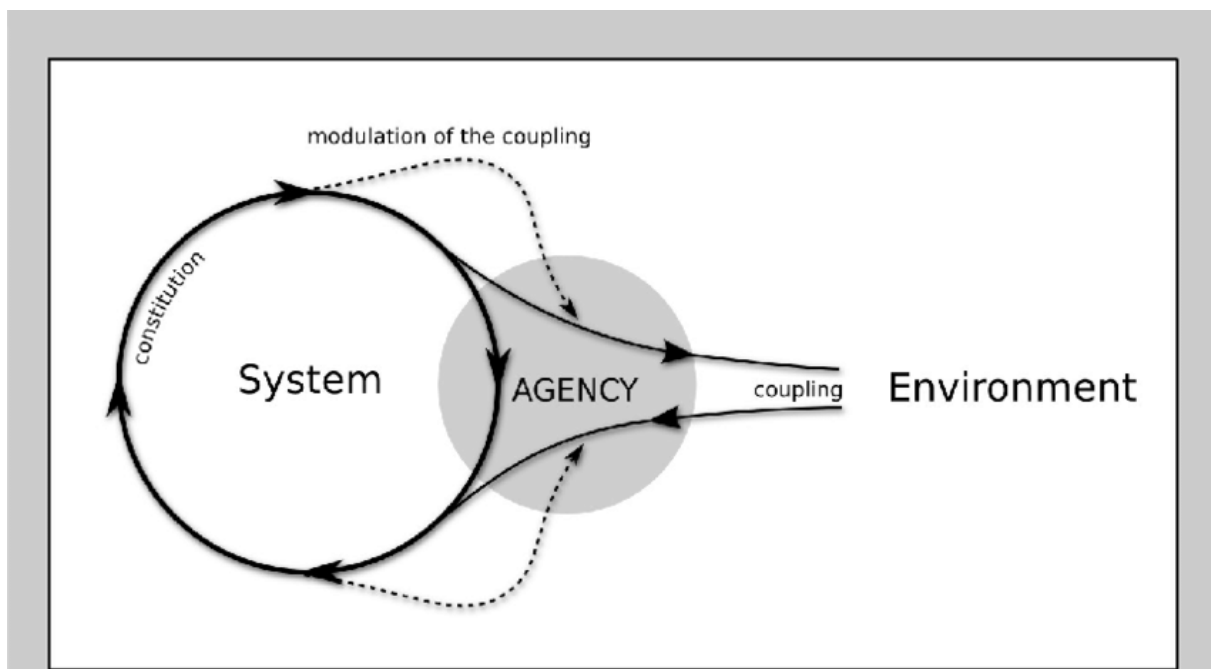 modulation of the coupling
constitution
System
AGENCY
coupling
Environment